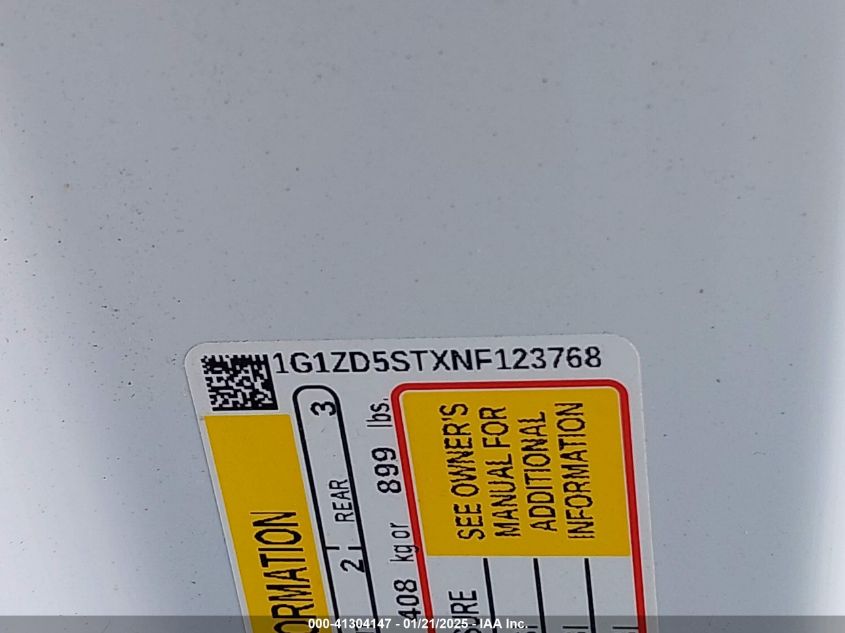 1G1ZD5STXNF123768
ORMATION
2 REAR 3
408 kg or 899 lbs.
SEE OWNER'S
MANUAL FOR
ADDITIONAL
INFORMATION
000-41304147 - 01/21/2025 - IAA Inc.